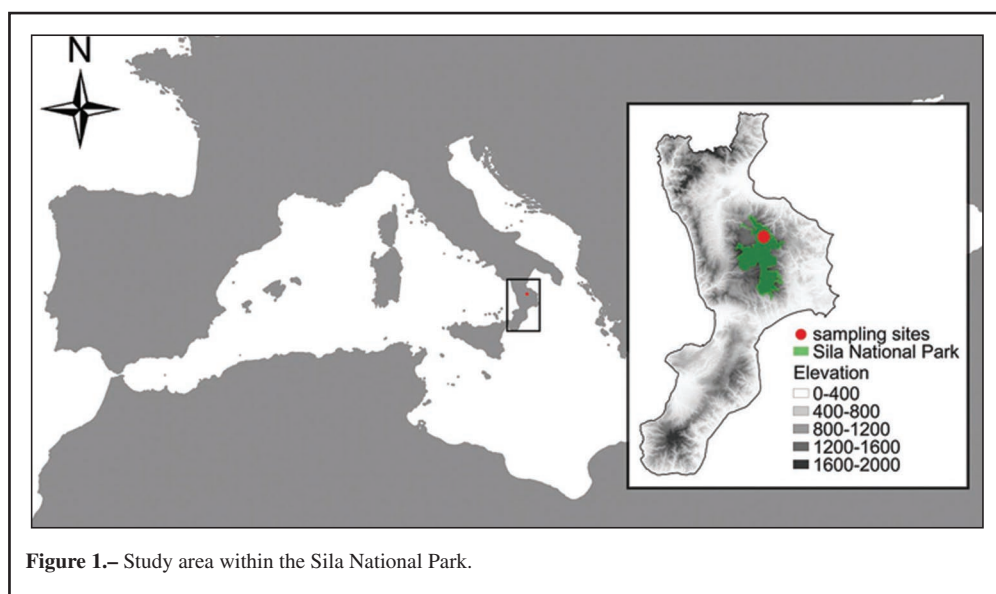 N
sampling sites
Sila National Park
Elevation
0-400
400-800
800-1200
1200-1600
1600-2000
Figure 1.– Study area within the Sila National Park.